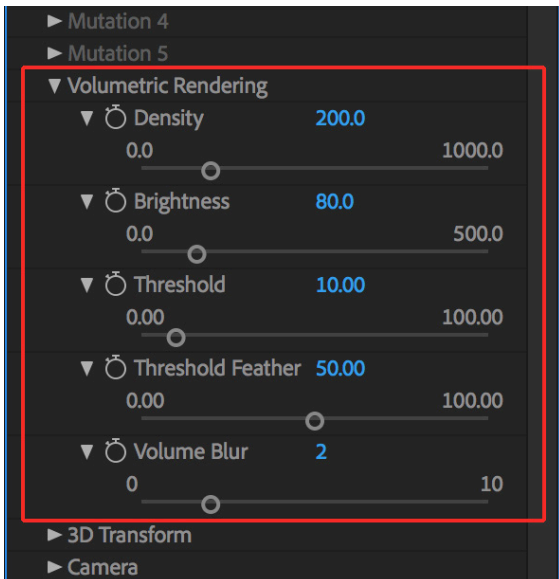 Mutation 4
Mutation 5
Volumetric Rendering
Density 200.0
0.0 1000.0
Brightness 80.0
0.0 500.0
Threshold 10.00
0.00 100.00
Threshold Feather 50.00
0.00 100.00
Volume Blur 2
0 10
3D Transform
Camera